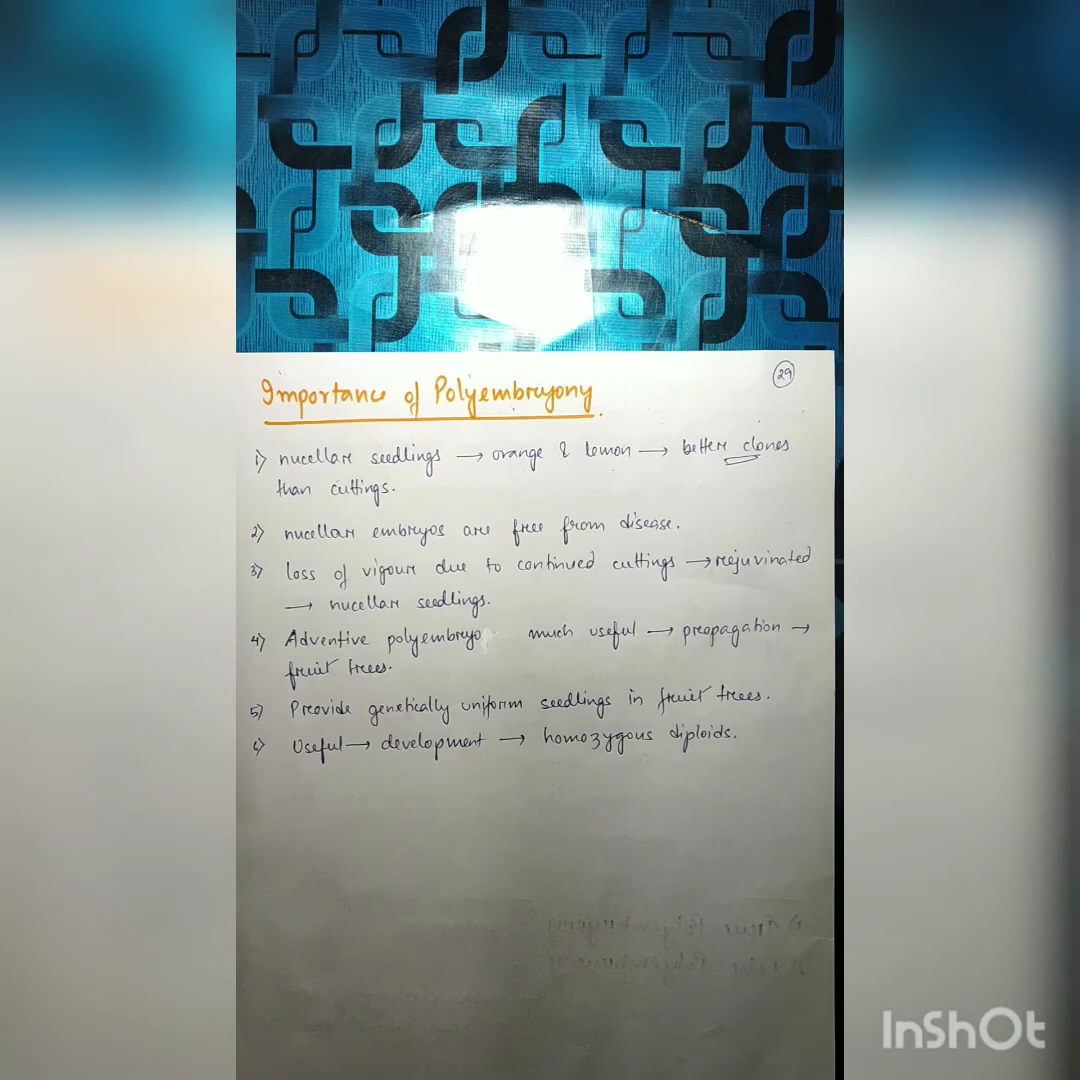 29
Importance of Polyembryony.
1) nucellar seedlings → orange & lemon → better clones
than cuttings.
2) nucellar embryos are free from disease.
3) loss of vigour due to continued cuttings → rejuvinated
→ nucellar seedlings.
4) Adventive polyembryo much useful → propagation →
fruit trees.
5) Provide genetically uniform seedlings in fruit trees.
6) Useful → development → homozygous diploids.
InShOt